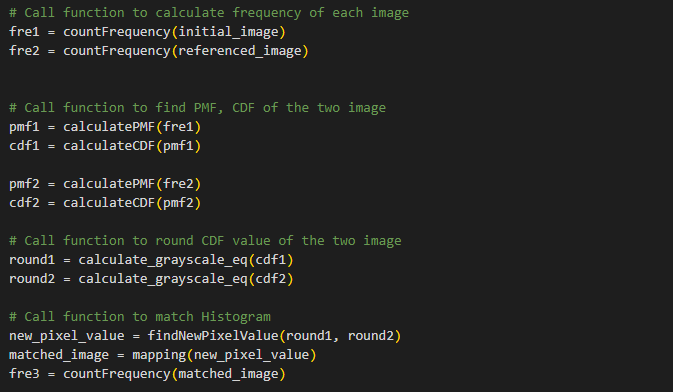 # Call function to calculate frequency of each image
fre1 = countFrequency(initial_image)
fre2 = countFrequency(referenced_image)
# Call function to find PMF, CDF of the two image
pmf1 = calculatePMF(fre1)
cdf1 = calculateCDF(pmf1)
pmf2 = calculatePMF(fre2)
cdf2 = calculateCDF(pmf2)
# Call function to round CDF value of the two image
round1 = calculate_grayscale_eq(cdf1)
round2 = calculate_grayscale_eq(cdf2)
# Call function to match Histogram
new_pixel_value = findNewPixelValue(round1, round2)
matched_image = mapping(new_pixel_value)
fre3 = countFrequency(matched_image)